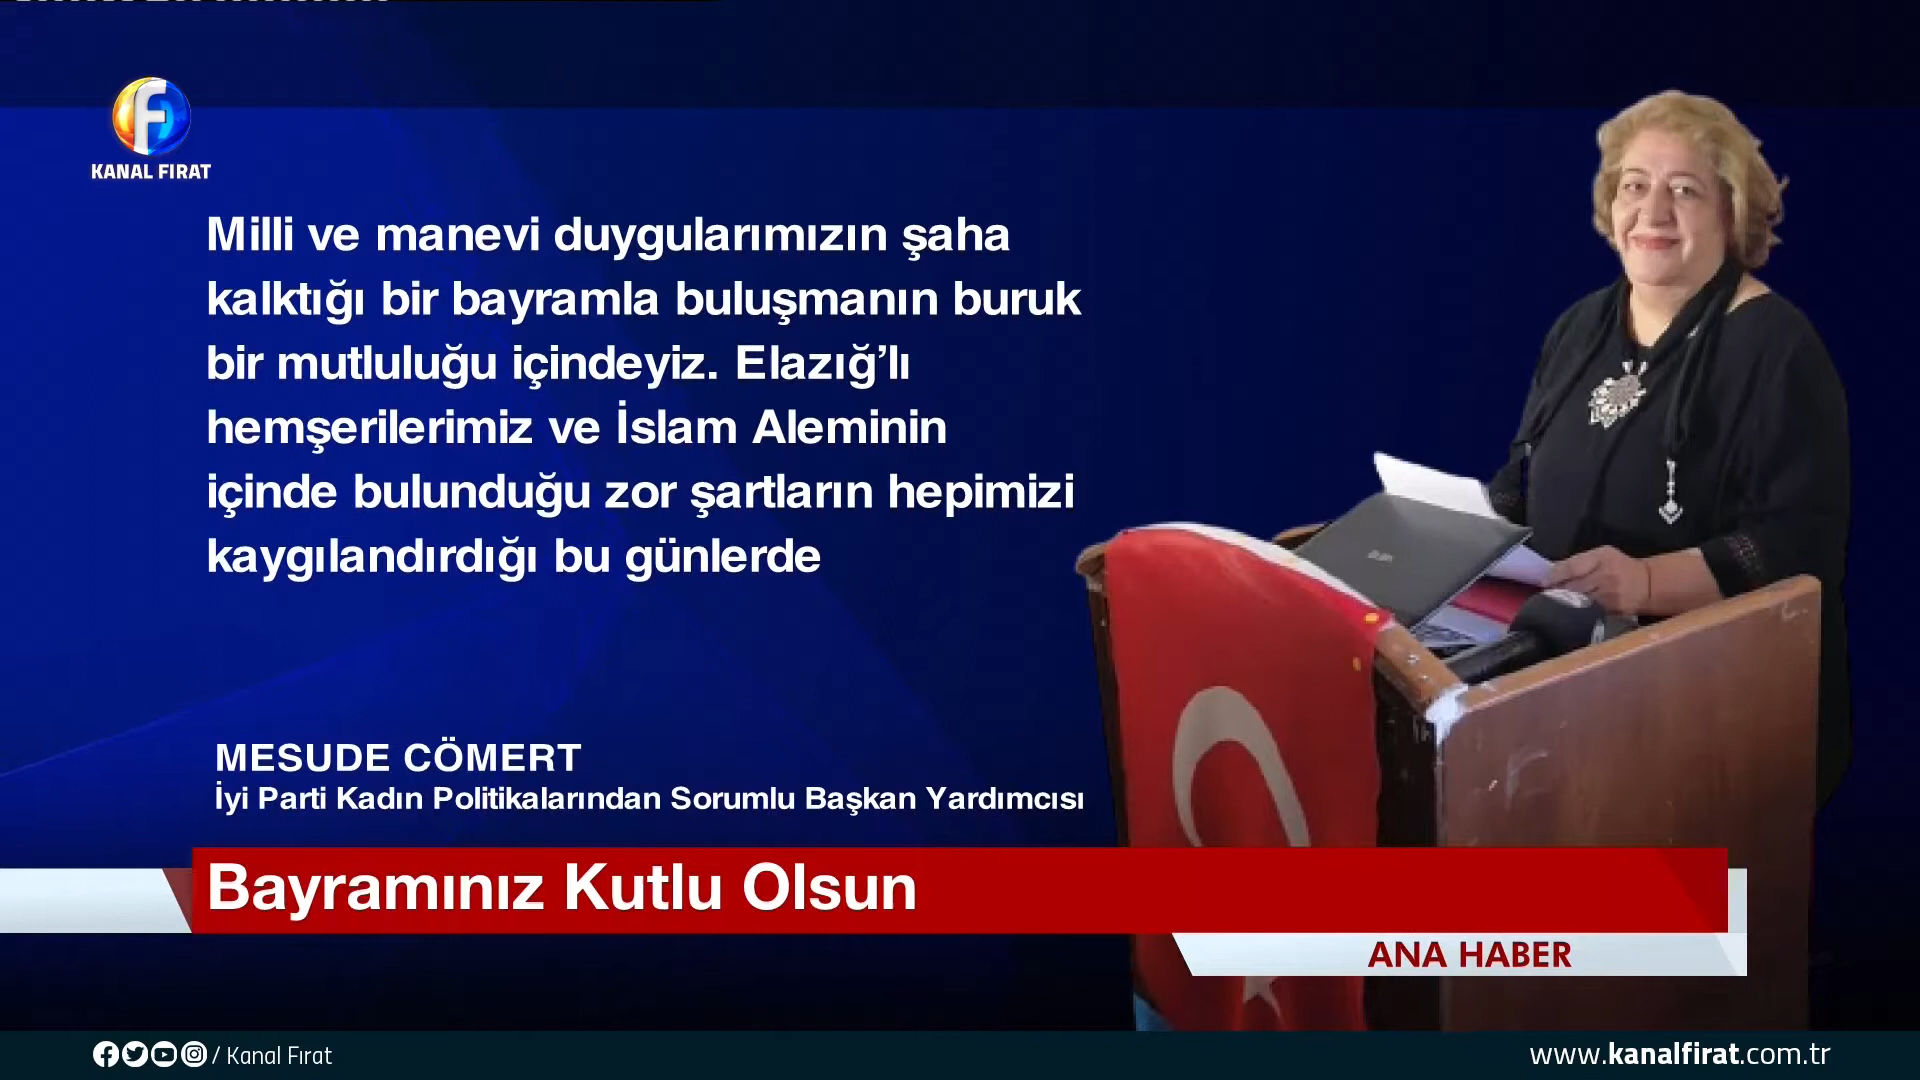 KANAL FIRAT
Milli ve manevi duygularımızın şaha
kalktığı bir bayramla buluşmanın buruk
bir mutluluğu içindeyiz. Elazığ’lı
hemşerilerimiz ve İslam Aleminin
içinde bulunduğu zor şartların hepimizi
kaygılandırdığı bu günlerde
MESUDE CÖMERT
İyi Parti Kadın Politikalarından Sorumlu Başkan Yardımcısı
Bayramınız Kutlu Olsun
ANA HABER
/ Kanal Fırat
www.kanalfirat.com.tr